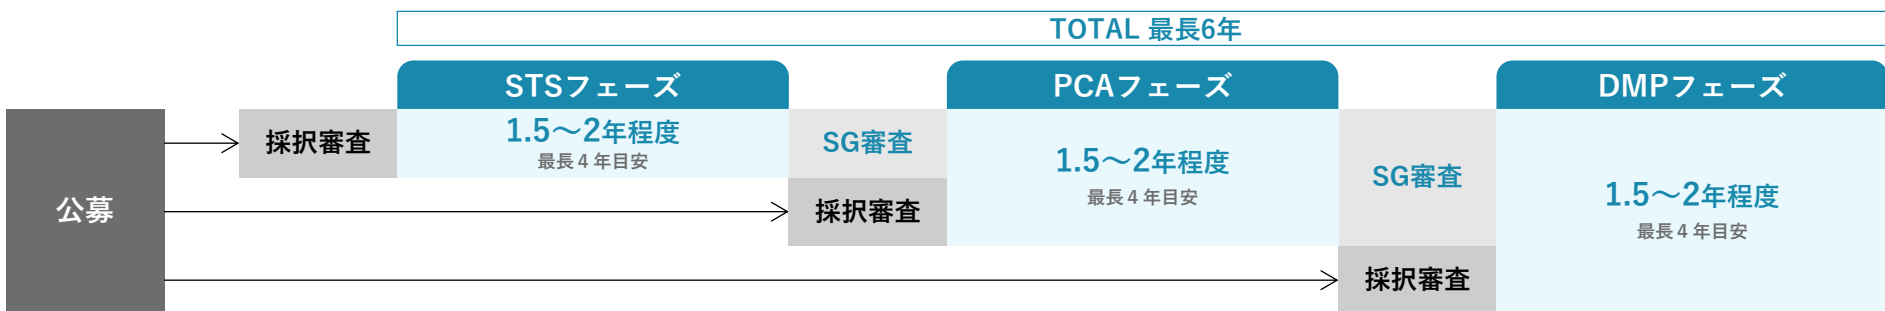 TOTAL 最長6年
STSフェーズ
PCAフェーズ
DMPフェーズ
公募
採択審査
1.5〜2年程度
最長4年目安
SG審査
採択審査
1.5〜2年程度
最長4年目安
SG審査
採択審査
1.5〜2年程度
最長4年目安